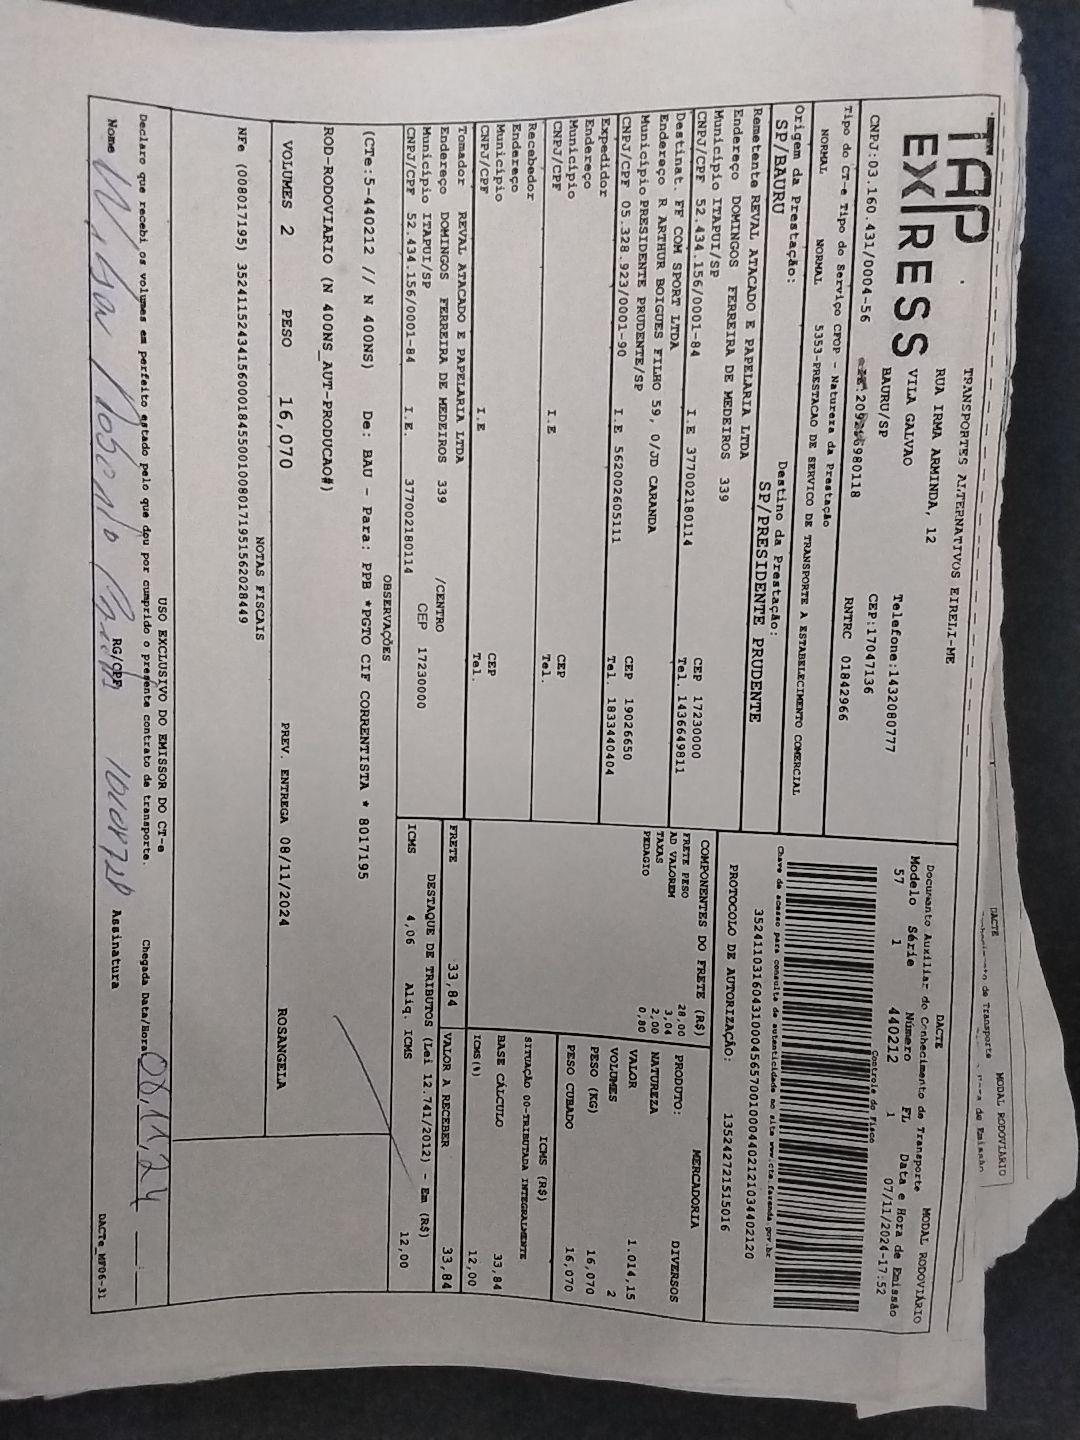 TAP
EXPRESS
TRANSPORTES ALTERNATIVOS EIRELI-ME
RUA IRMA ARMINDA, 12
VILA GALVAO
BAURU/SP
Telefone:1432080777
CEP:17047136
CNPJ:03.160.431/0004-56
RNTRC 01842966
Tipo do CT-e Tipo do Serviço CFOP - Natureza da Prestação
NORMAL NORMAL 5353-PRESTACAO DE SERVICO DE TRANSPORTE A ESTABELECIMENTO COMERCIAL
Origem da Prestação: Destino da Prestação:
SP/BAURU SP/PRESIDENTE PRUDENTE
DACTE MODAL RODOVIÁRIO
Documento Auxiliar do Conhecimento de Transporte
Modelo Série Número FL Data e Hora de Emissão
57 1 440212 1 07/11/2024-17:52
Controle do Fisco
Chave de acesso para consulta de autenticidade no site www.cte.fazenda.gov.br
35241103160431000456570010004402121034402120
PROTOCOLO DE AUTORIZAÇÃO: 135242721515016
Remetente REVAL ATACADO E PAPELARIA LTDA
Endereço DOMINGOS FERREIRA DE MEDEIROS 339
Município ITAPUI/SP CEP 17230000
CNPJ/CPF 52.434.156/0001-84 I.E 377002180114 Tel. 1436649811
Destinat. FF COM SPORT LTDA
Endereço R ARTHUR BOIGUES FILHO 59, 0/JD CARANDA
Município PRESIDENTE PRUDENTE/SP CEP 19026650
CNPJ/CPF 05.328.923/0001-90 I.E 562002605111 Tel. 1833440404
Expedidor
Endereço
Município CEP
CNPJ/CPF I.E Tel.
Recebedor
Endereço
Município CEP
CNPJ/CPF I.E Tel.
Tomador REVAL ATACADO E PAPELARIA LTDA
Endereço DOMINGOS FERREIRA DE MEDEIROS 339 /CENTRO
Município ITAPUI/SP CEP 17230000
CNPJ/CPF 52.434.156/0001-84 I.E. 377002180114
COMPONENTES DO FRETE (R$)
FRETE PESO 28,00
AD VALOREM 3,04
TAXAS 2,00
PEDAGIO 0,80
MERCADORIA
PRODUTO: DIVERSOS
NATUREZA
VALOR 1.014,15
VOLUMES 2
PESO (KG) 16,070
PESO CUBADO 16,070
ICMS (R$)
SITUAÇÃO 00-TRIBUTADA INTEGRALMENTE
BASE CÁLCULO 33,84
ICMS(%) 12,00
FRETE 33,84 VALOR A RECEBER 33,84
DESTAQUE DE TRIBUTOS (Lei 12.741/2012) - Em (R$)
ICMS 4,06 Aliq. ICMS 12,00
OBSERVAÇÕES
(CTe:5-440212 // N 400NS) De: BAU - Para: PPB *PGTO CIF CORRENTISTA * 8017195
ROD-RODOVIARIO (N 400NS_AUT-PRODUCAO#)
VOLUMES 2 PESO 16,070 PREV. ENTREGA 08/11/2024 ROSANGELA
NOTAS FISCAIS
NFe (008017195) 35241152434156000184550010080171951562028449
USO EXCLUSIVO DO EMISSOR DO CT-e
Declaro que recebi os volumes em perfeito estado pelo que dou por cumprido o presente contrato de transporte. Chegada Data/Hora 08,11,24
Nome RG/CPF Assinatura
DACTe_MF06-31
DACTE MODAL RODOVIÁRIO